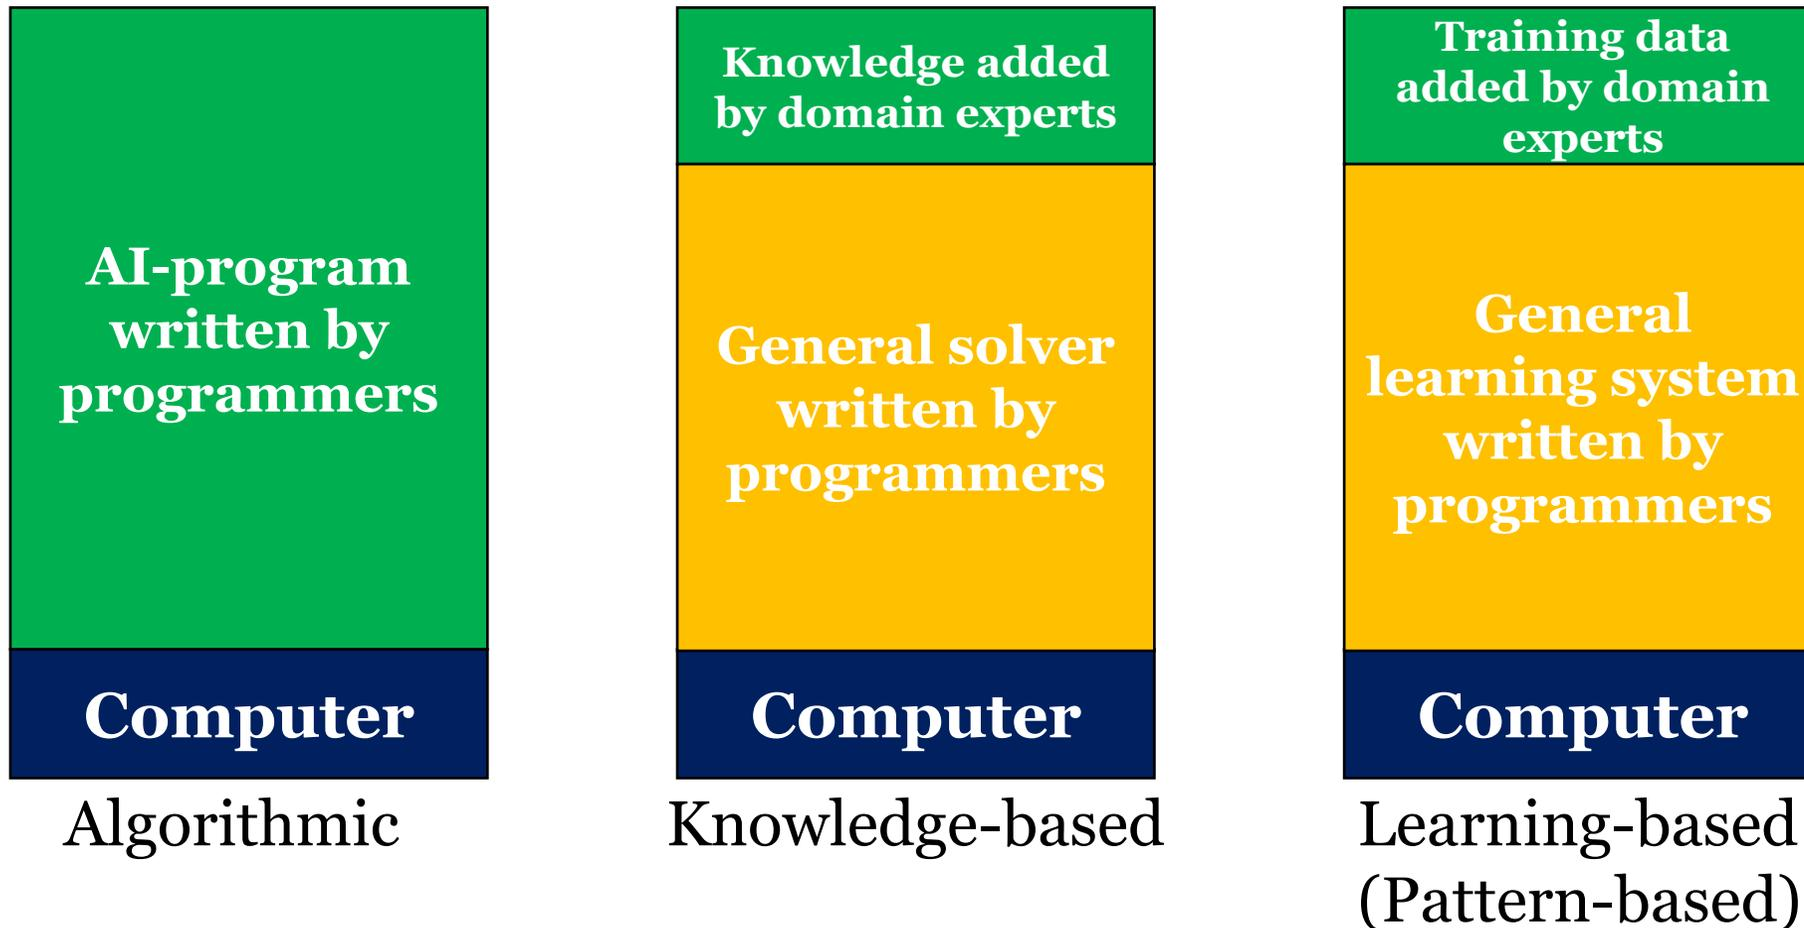 AI-program
written by
programmers
Computer
Algorithmic
Knowledge added
by domain experts
General solver
written by
programmers
Computer
Knowledge-based
Training data
added by domain
experts
General
learning system
written by
programmers
Computer
Learning-based
(Pattern-based)